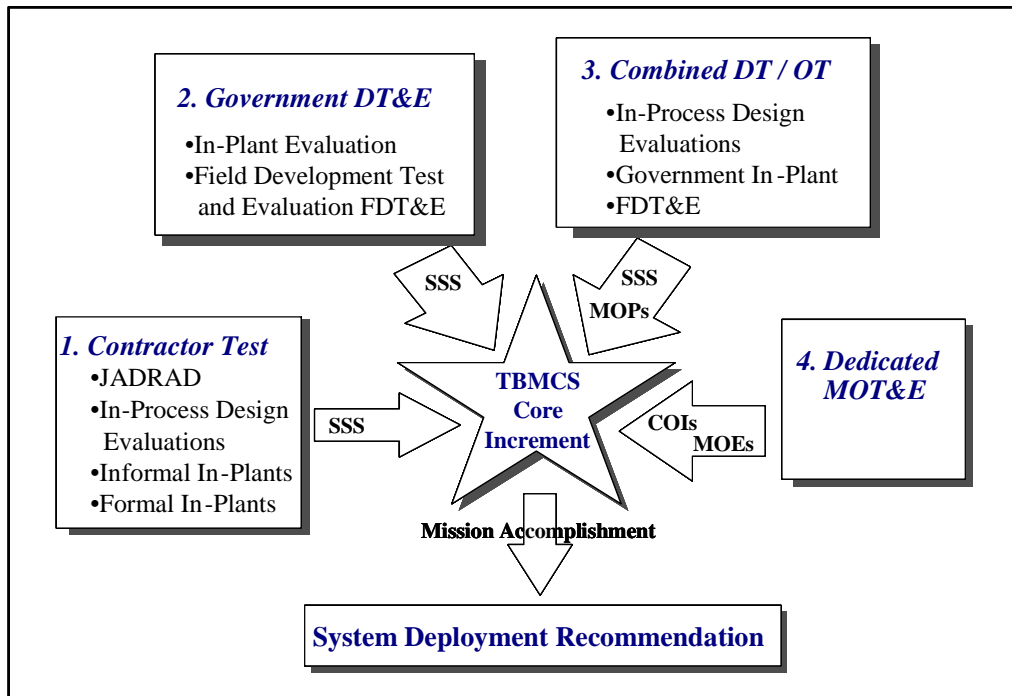 2. Government DT&E
•In-Plant Evaluation
•Field Development Test
and Evaluation FDT&E
3. Combined DT / OT
•In-Process Design
Evaluations
•Government In-Plant
•FDT&E
SSS
SSS
MOPs
1. Contractor Test
•JADRAD
•In-Process Design
Evaluations
•Informal In-Plants
•Formal In-Plants
SSS
TBMCS
Core
Increment
COIs
MOEs
4. Dedicated
MOT&E
Mission Accomplishment
System Deployment Recommendation